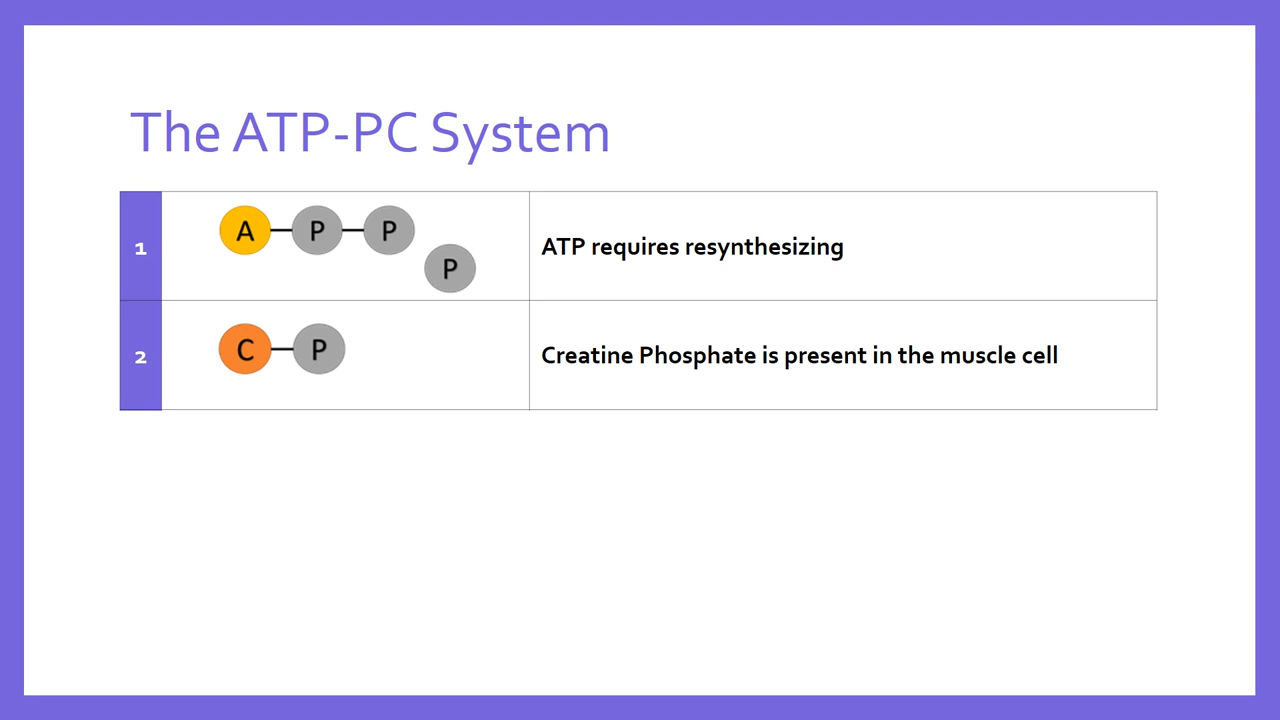 The ATP-PC System
1
A P P
P
ATP requires resynthesizing
2
C P
Creatine Phosphate is present in the muscle cell